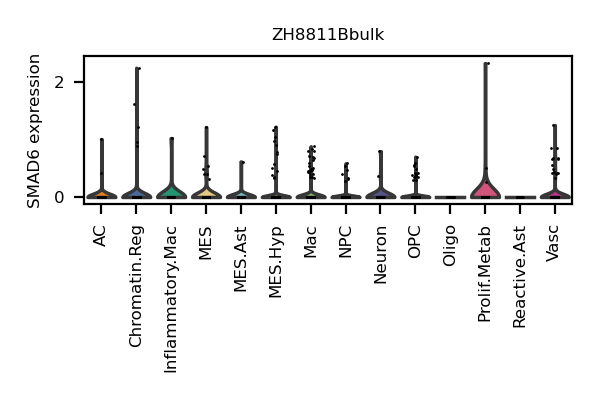 ZH8811Bbulk
SMAD6 expression
2
0
AC
Chromatin.Reg
Inflammatory.Mac
MES
MES.Ast
MES.Hyp
Mac
NPC
Neuron
OPC
Oligo
Prolif.Metab
Reactive.Ast
Vasc